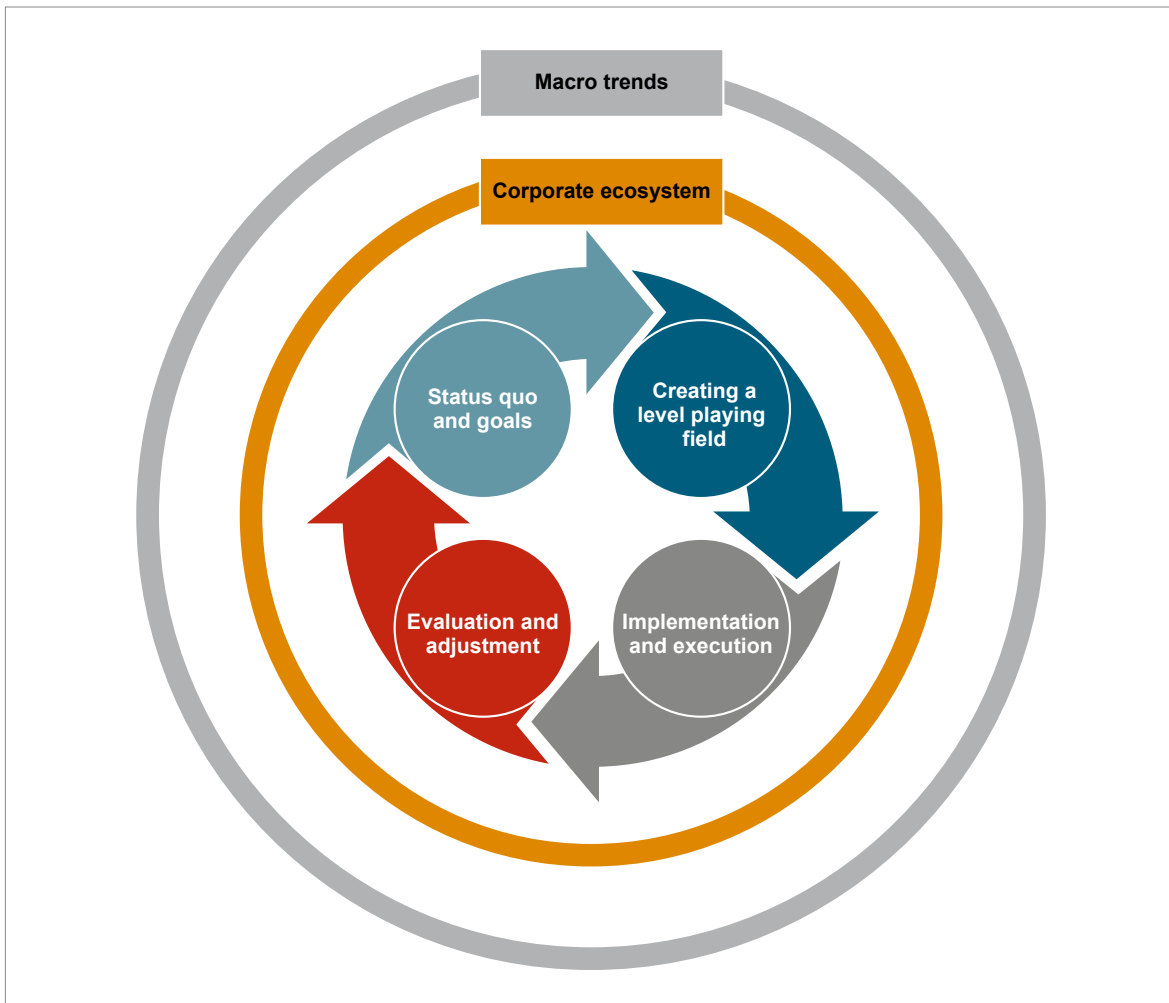 Macro trends
Corporate ecosystem
Status quo
and goals
Creating a
level playing
field
Evaluation and
adjustment
Implementation
and execution